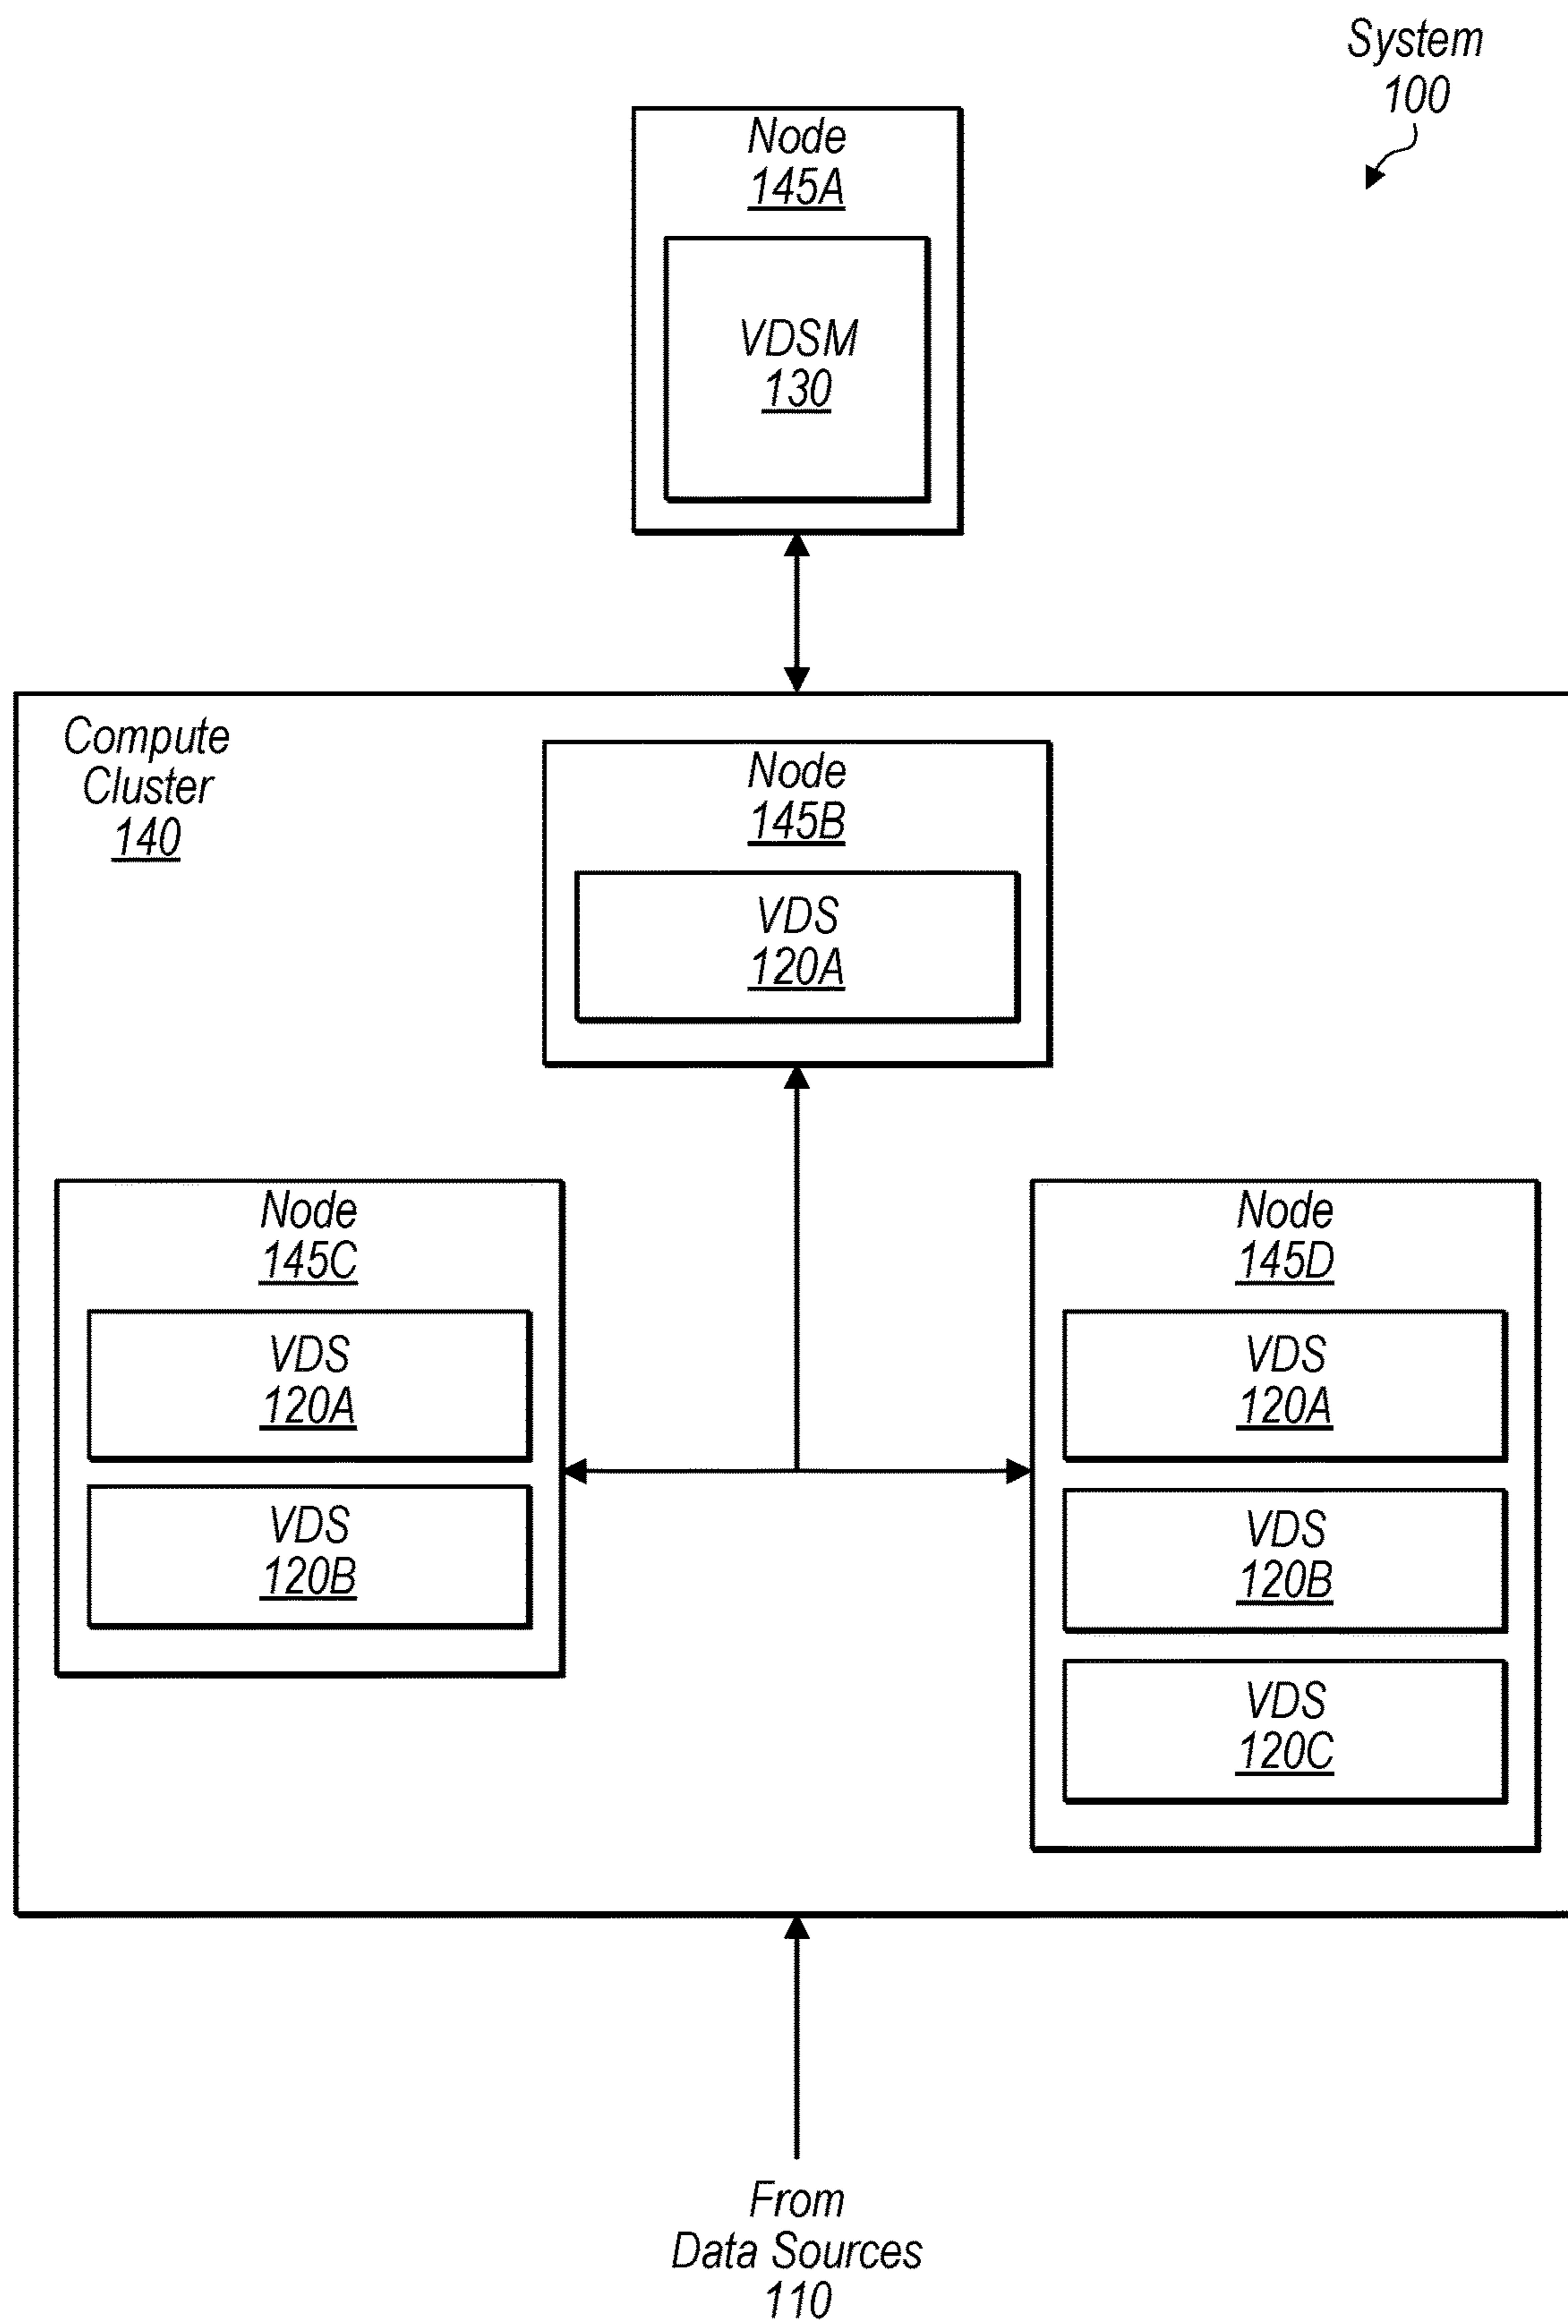 System
100
Node
145A
VDSM
130
Compute
Cluster
140
Node
145B
VDS
120A
Node
145C
VDS
120A
VDS
120B
Node
145D
VDS
120A
VDS
120B
VDS
120C
From
Data Sources
110